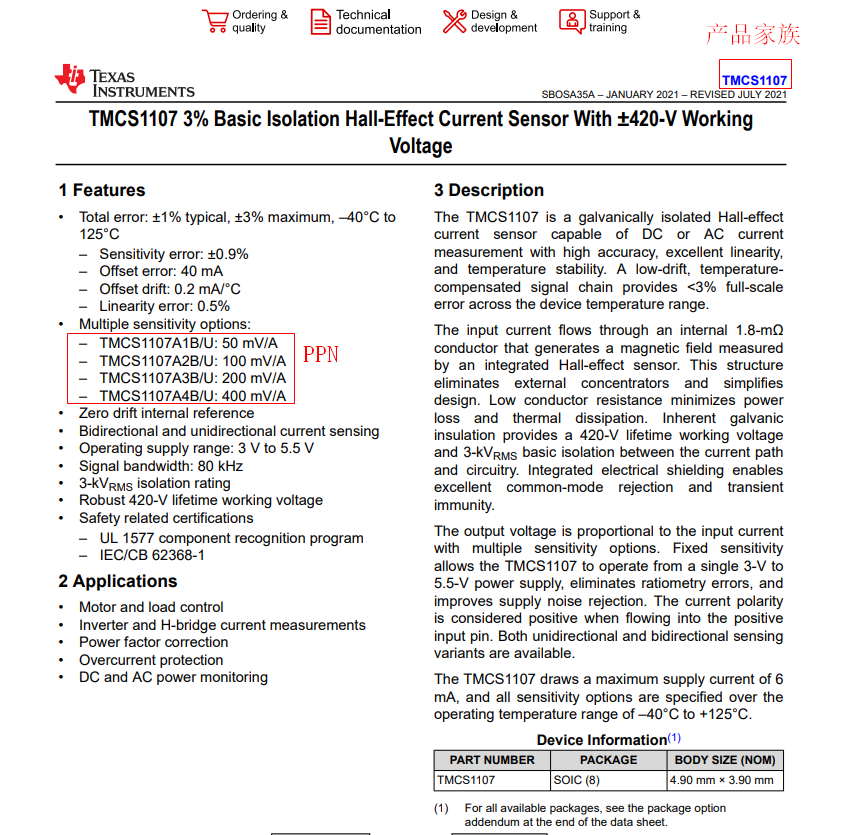 Ordering & quality
Technical documentation
Design & development
Support & training
产品家族
TEXAS INSTRUMENTS
TMCS1107
SBOSA35A – JANUARY 2021 – REVISED JULY 2021
TMCS1107 3% Basic Isolation Hall-Effect Current Sensor With ±420-V Working
Voltage
1 Features
• Total error: ±1% typical, ±3% maximum, –40°C to
125°C
– Sensitivity error: ±0.9%
– Offset error: 40 mA
– Offset drift: 0.2 mA/°C
– Linearity error: 0.5%
• Multiple sensitivity options:
– TMCS1107A1B/U: 50 mV/A
– TMCS1107A2B/U: 100 mV/A
– TMCS1107A3B/U: 200 mV/A
– TMCS1107A4B/U: 400 mV/A
PPN
• Zero drift internal reference
• Bidirectional and unidirectional current sensing
• Operating supply range: 3 V to 5.5 V
• Signal bandwidth: 80 kHz
• 3-kVRMS isolation rating
• Robust 420-V lifetime working voltage
• Safety related certifications
– UL 1577 component recognition program
– IEC/CB 62368-1
2 Applications
• Motor and load control
• Inverter and H-bridge current measurements
• Power factor correction
• Overcurrent protection
• DC and AC power monitoring
3 Description
The TMCS1107 is a galvanically isolated Hall-effect
current sensor capable of DC or AC current
measurement with high accuracy, excellent linearity,
and temperature stability. A low-drift, temperature-
compensated signal chain provides <3% full-scale
error across the device temperature range.
The input current flows through an internal 1.8-mΩ
conductor that generates a magnetic field measured
by an integrated Hall-effect sensor. This structure
eliminates external concentrators and simplifies
design. Low conductor resistance minimizes power
loss and thermal dissipation. Inherent galvanic
insulation provides a 420-V lifetime working voltage
and 3-kVRMS basic isolation between the current path
and circuitry. Integrated electrical shielding enables
excellent common-mode rejection and transient
immunity.
The output voltage is proportional to the input current
with multiple sensitivity options. Fixed sensitivity
allows the TMCS1107 to operate from a single 3-V to
5.5-V power supply, eliminates ratiometry errors, and
improves supply noise rejection. The current polarity
is considered positive when flowing into the positive
input pin. Both unidirectional and bidirectional sensing
variants are available.
The TMCS1107 draws a maximum supply current of 6
mA, and all sensitivity options are specified over the
operating temperature range of –40°C to +125°C.
Device Information(1)
PART NUMBER PACKAGE BODY SIZE (NOM)
TMCS1107 SOIC (8) 4.90 mm × 3.90 mm
(1) For all available packages, see the package option
addendum at the end of the data sheet.